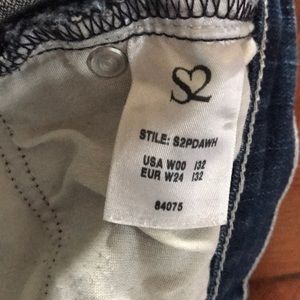 S2
STILE: S2PDAWH
USA W00 I32
EUR W24 I32
84075